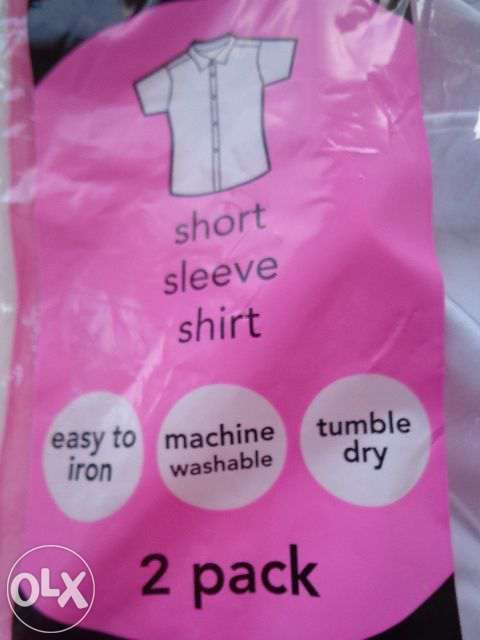 short
sleeve
shirt
easy to
iron
machine
washable
tumble
dry
2 pack
OLX